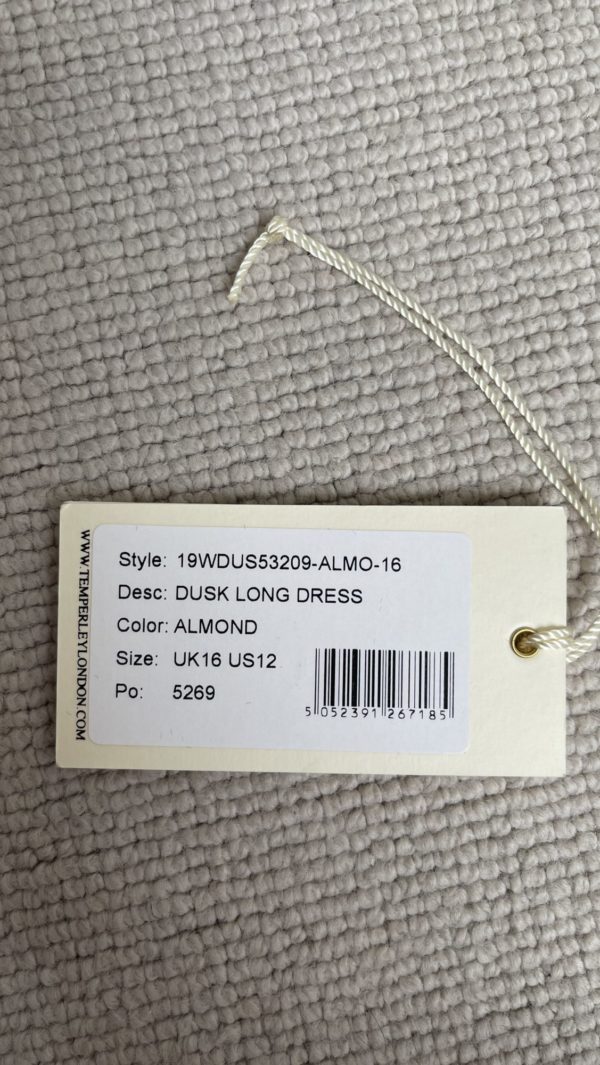 WWW.TEMPERLEYLONDON.COM
Style: 19WDUS53209-ALMO-16
Desc: DUSK LONG DRESS
Color: ALMOND
Size: UK16 US12
Po: 5269
5 052391 267185